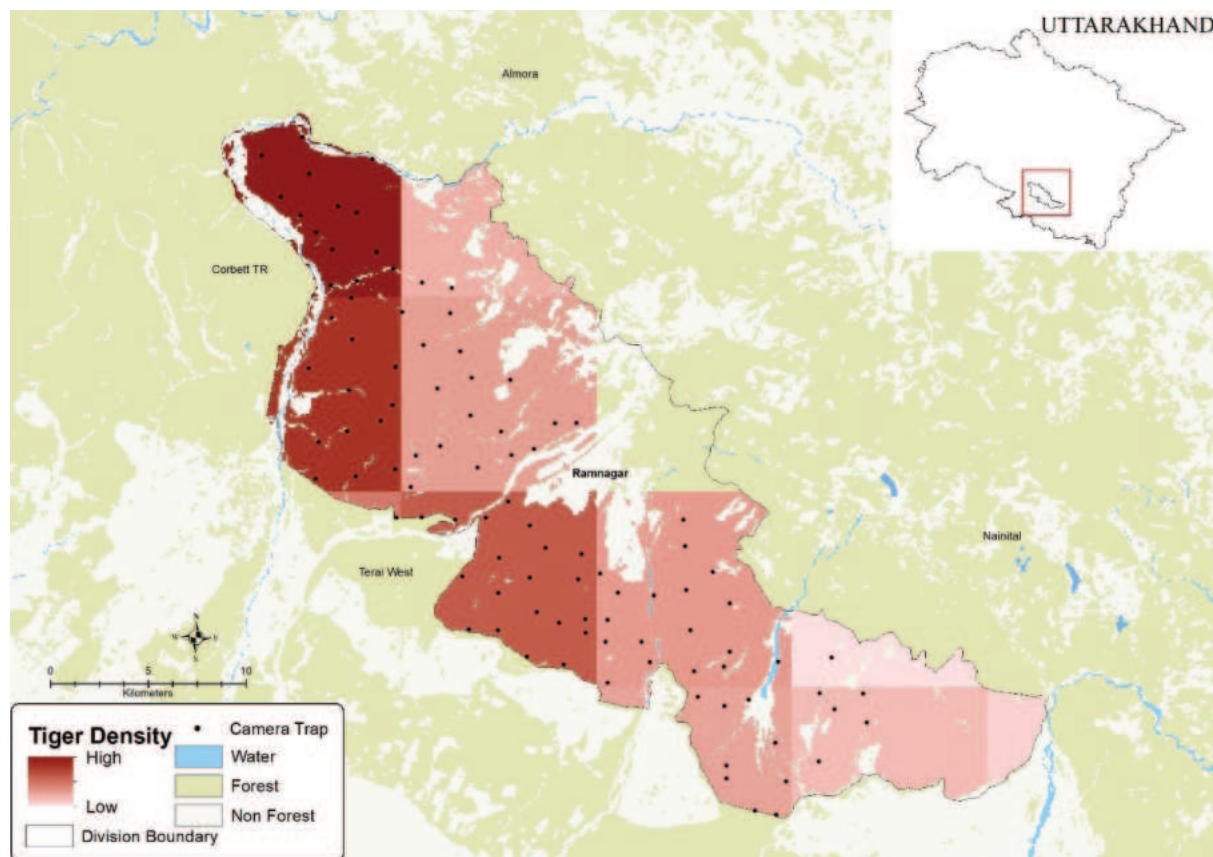 UTTARAKHAND
Almora
Corbett TR
Ramnagar
Nainital
Terai West
N
W E
S
0 5 10
Kilometers
Tiger Density
High
Low
Division Boundary
Camera Trap
Water
Forest
Non Forest